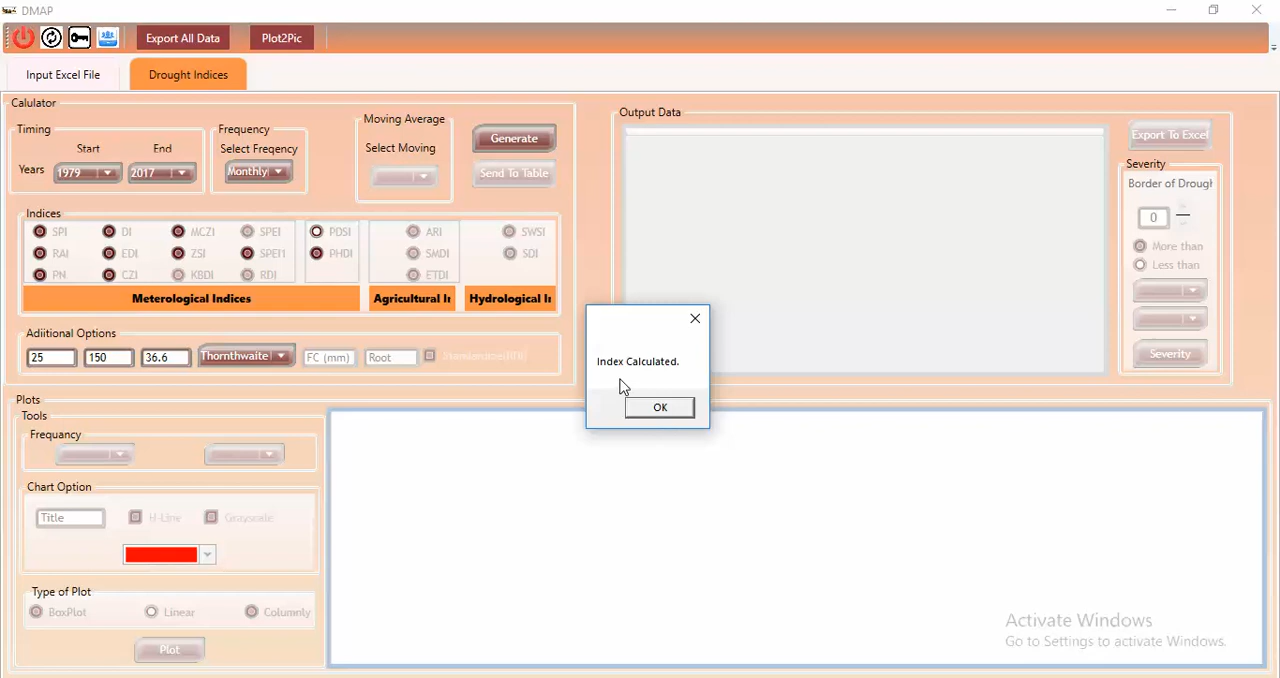 DMAP
Export All Data
Plot2Pic
Input Excel File
Drought Indices
Calulator
Timing
Start End
Years 1979 2017
Frequency
Select Freqency
Monthly
Moving Average
Select Moving
Generate
Send To Table
Indices
SPI DI MCZI SPEI PDSI ARI SWSI
RAI EDI ZSI SPEI1 PHDI SMDI SDI
PN CZI KBDI RDI ETDI
Meterological Indices
Agricultural Iı
Hydrological Iı
Adiitional Options
25 150 36.6 Thornthwaite FC (mm) Root
Output Data
Export To Excel
Severity
Border of Drough
0
More than
Less than
Severity
Index Calculated.
OK
Plots
Tools
Frequancy
Chart Option
Title H-Line Grayscale
Type of Plot
BoxPlot Linear Columnly
Plot
Activate Windows
Go to Settings to activate Windows.